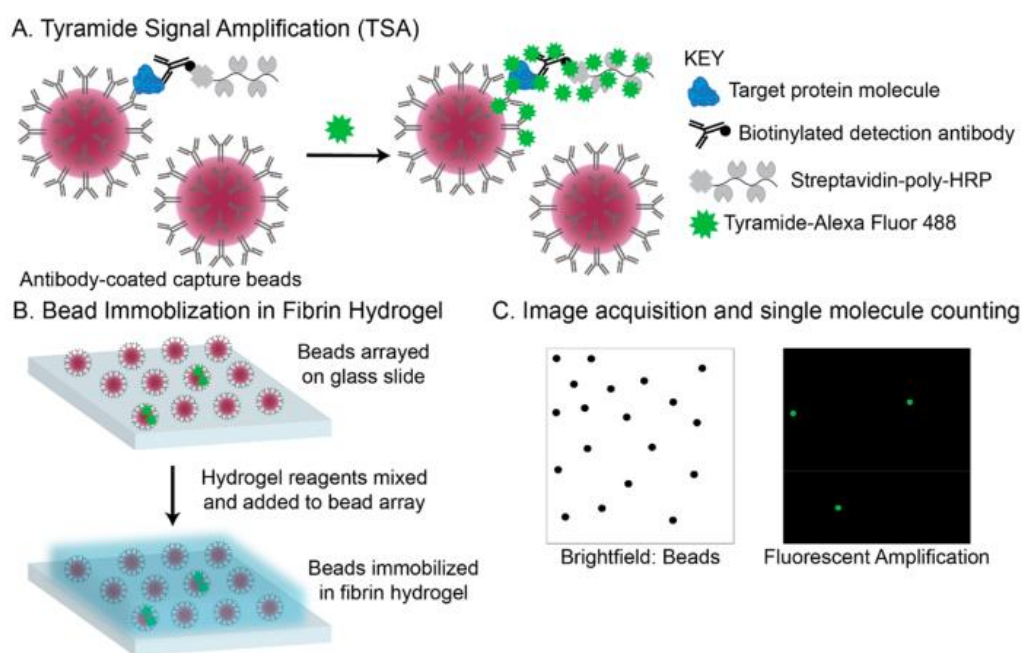 A. Tyramide Signal Amplification (TSA)
KEY
Target protein molecule
Biotinylated detection antibody
Streptavidin-poly-HRP
Tyramide-Alexa Fluor 488
Antibody-coated capture beads
B. Bead Immoblization in Fibrin Hydrogel
Beads arrayed
on glass slide
Hydrogel reagents mixed
and added to bead array
Beads immobilized
in fibrin hydrogel
C. Image acquisition and single molecule counting
Brightfield: Beads
Fluorescent Amplification